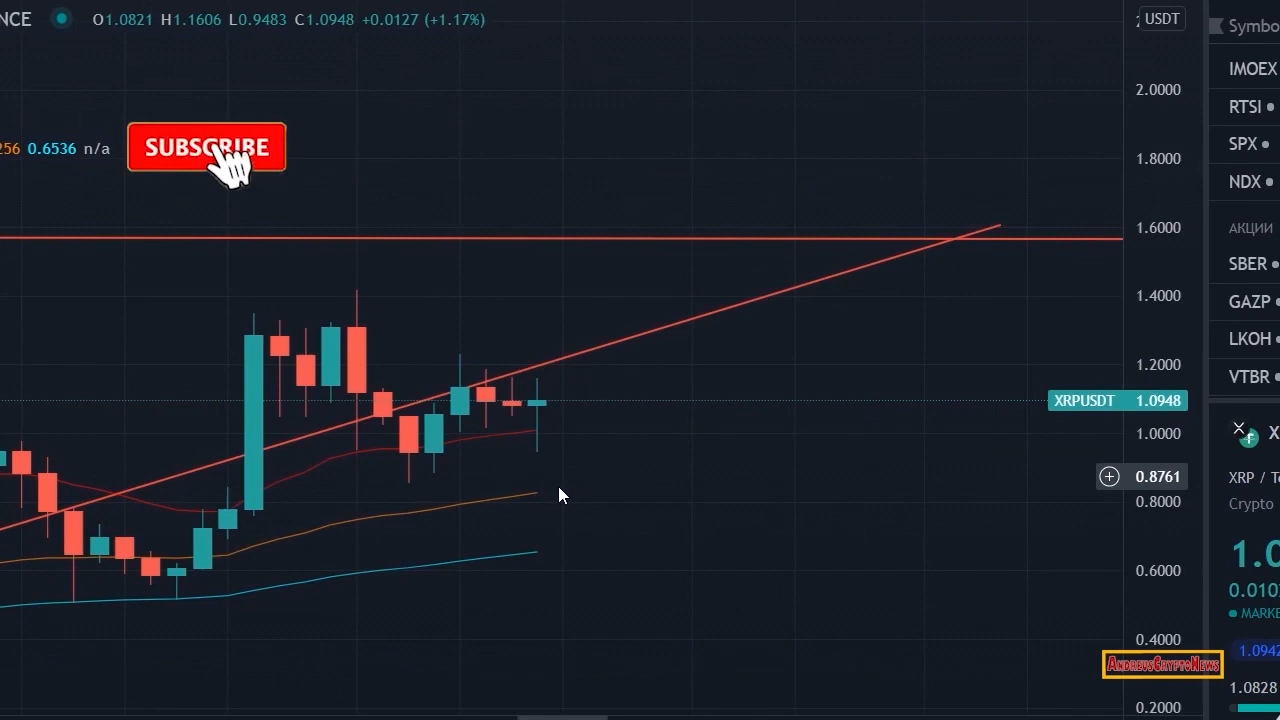 NCE O1.0821 H1.1606 L0.9483 C1.0948 +0.0127 (+1.17%)
256 0.6536 n/a
SUBSCRIBE
USDT
2.0000
1.8000
1.6000
1.4000
1.2000
XRPUSDT 1.0948
1.0000
0.8761
0.8000
0.6000
0.4000
0.2000
ANDREVSCRYPTONEWS
Symbo
IMOEX
RTSI
SPX
NDX
АКЦИИ
SBER
GAZP
LKOH
VTBR
X
XRP / Te
Crypto
1.0
0.010
MARKE
1.0942
1.0828